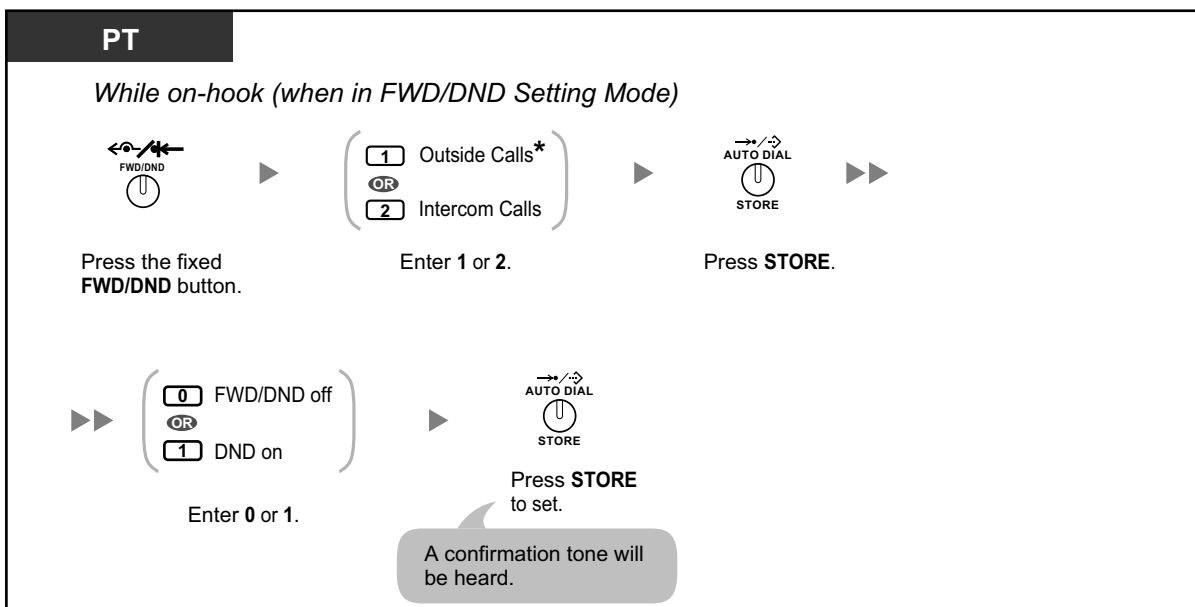 PT
While on-hook (when in FWD/DND Setting Mode)
FWD/DND
Press the fixed
FWD/DND button.
1 Outside Calls*
OR
2 Intercom Calls
Enter 1 or 2.
AUTO DIAL
STORE
Press STORE.
0 FWD/DND off
OR
1 DND on
Enter 0 or 1.
AUTO DIAL
STORE
Press STORE
to set.
A confirmation tone will
be heard.